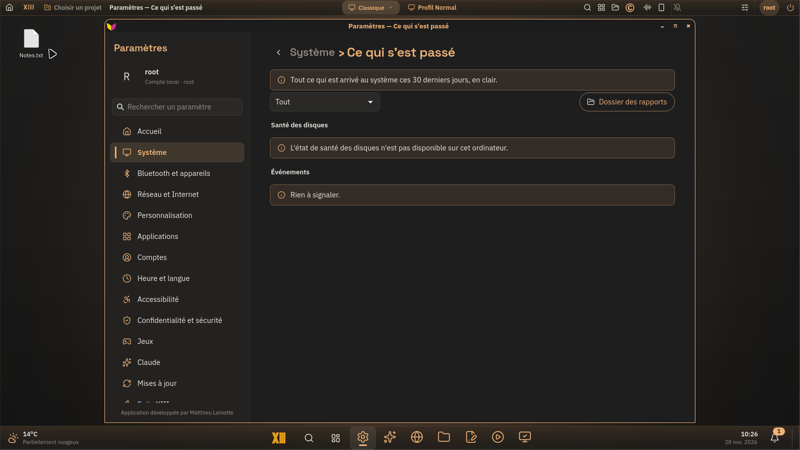 XIII
Choisir un projet
Paramètres — Ce qui s'est passé
Classique
Profil Normal
root
Notes.txt
Paramètres — Ce qui s'est passé
Paramètres
R
root
Compte local · root
Rechercher un paramètre
Accueil
Système
Bluetooth et appareils
Réseau et Internet
Personnalisation
Applications
Comptes
Heure et langue
Accessibilité
Confidentialité et sécurité
Jeux
Claude
Mises à jour
Application développée par Matthieu Lamotte
Système > Ce qui s'est passé
Tout ce qui est arrivé au système ces 30 derniers jours, en clair.
Tout
Dossier des rapports
Santé des disques
L'état de santé des disques n'est pas disponible sur cet ordinateur.
Événements
Rien à signaler.
14°C
Partiellement nuageux
XIII
10:26
28 nov. 2026
1